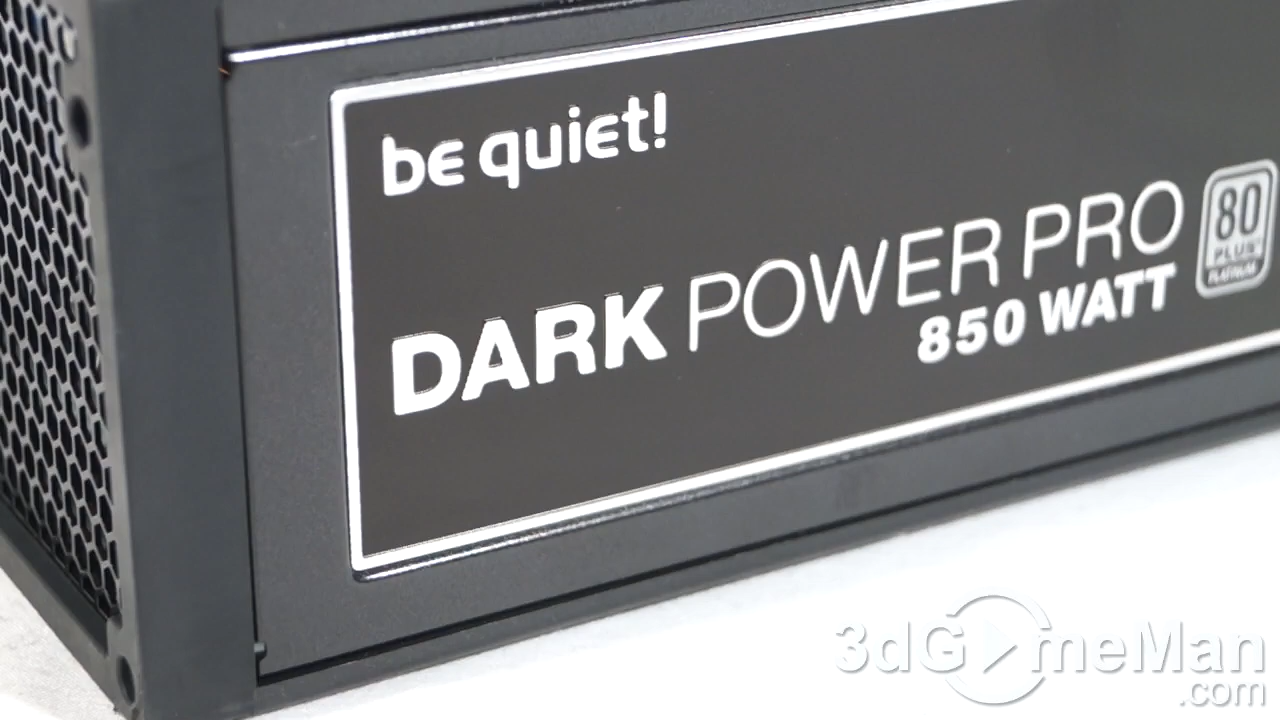 be quiet!
DARK POWER PRO
850 WATT
80
PLUS
PLATINUM
3dGameMan
.com